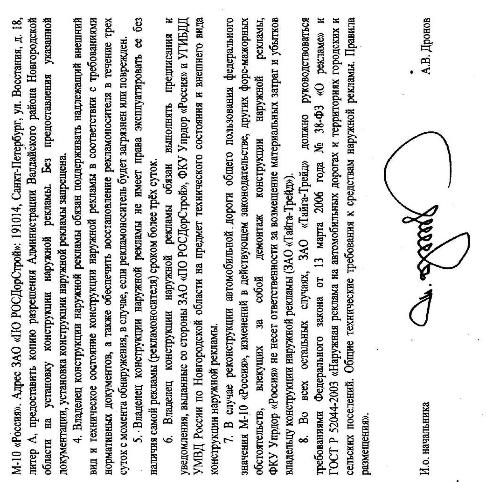 М-10 «Россия». Адрес ЗАО «ПО РОСДорСтрой»: 191014, Санкт-Петербург, ул. Восстания, д. 18,
литер А, предоставить копию разрешения Администрации Валдайского района Новгородской
области на установку конструкции наружной рекламы. Без предоставления указанной
документации, установка конструкции наружной рекламы запрещена.
4. Владелец конструкции наружной рекламы обязан поддерживать надлежащий внешний
вид и техническое состояние конструкции наружной рекламы в соответствии с требованиями
нормативных документов, а также обеспечить восстановление рекламоносителя в течение трех
суток с момента обнаружения, в случае, если рекламоноситель будет загрязнен или поврежден.
5. Владелец конструкции наружной рекламы не имеет права эксплуатировать ее без
наличия самой рекламы (рекламоносителя) сроком более трёх суток.
6. Владелец конструкции наружной рекламы обязан выполнять предписания и
уведомления, выданные со стороны ЗАО «ПО РОСДорСтрой», ФКУ Упрдор «Россия» и УГИБДД
УМВД России по Новгородской области на предмет технического состояния и внешнего вида
конструкции наружной рекламы.
7. В случае реконструкции автомобильной дороги общего пользования федерального
значения М-10 «Россия», изменений в действующем законодательстве, других форс-мажорных
обстоятельств, влекущих за собой демонтаж конструкции наружной рекламы,
ФКУ Упрдор «Россия» не несет ответственности за возмещение материальных затрат и убытков
владельцу конструкции наружной рекламы (ЗАО «Тайга-Трейд»).
8. Во всех остальных случаях, ЗАО «Тайга-Трейд» должно руководствоваться
требованиями Федерального закона от 13 марта 2006 года № 38-ФЗ «О рекламе» и
ГОСТ Р 52044-2003 «Наружная реклама на автомобильных дорогах и территориях городских и
сельских поселений. Общие технические требования к средствам наружной рекламы. Правила
размещения».
И.о. начальника А.В. Дронов